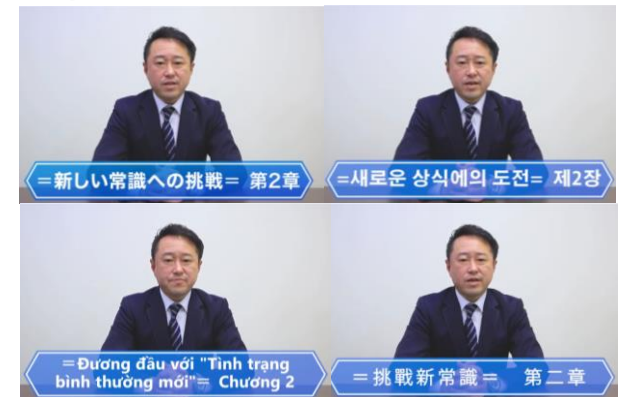 =新しい常識への挑戦= 第2章
=새로운 상식에의 도전= 제2장
=Đương đầu với "Tình trạng
bình thường mới"= Chương 2
=挑戰新常識= 第二章